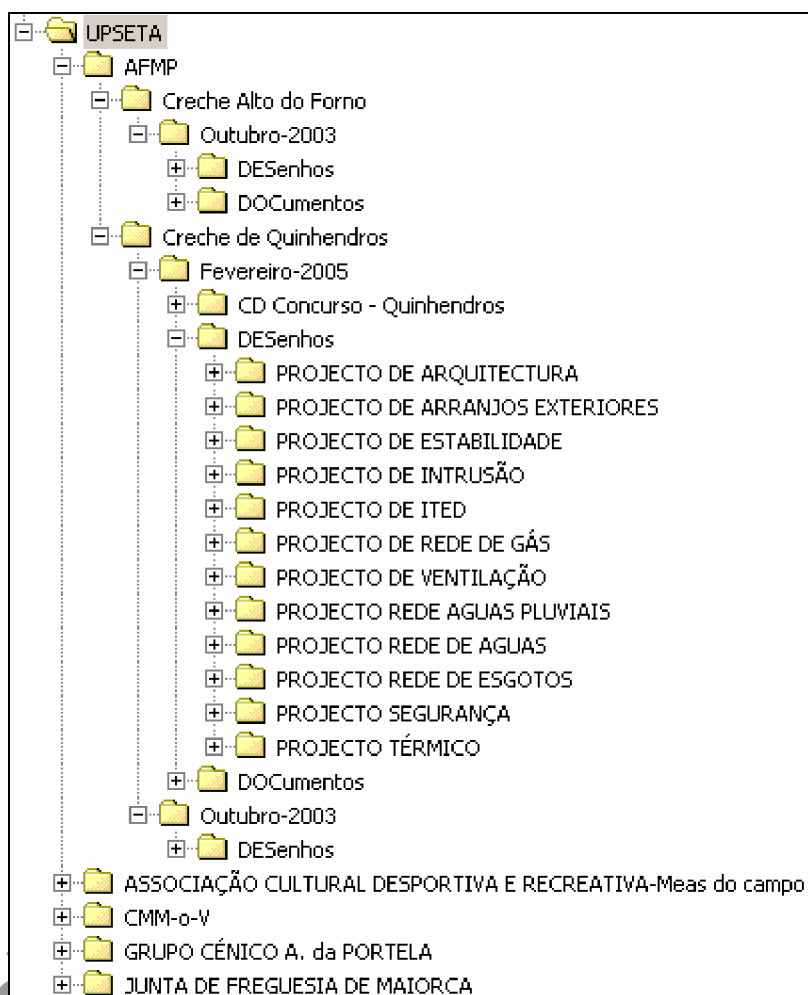 UPSETA
AFMP
Creche Alto do Forno
Outubro-2003
DESenhos
DOCumentos
Creche de Quinhendros
Fevereiro-2005
CD Concurso - Quinhendros
DESenhos
PROJECTO DE ARQUITECTURA
PROJECTO DE ARRANJOS EXTERIORES
PROJECTO DE ESTABILIDADE
PROJECTO DE INTRUSÃO
PROJECTO DE ITED
PROJECTO DE REDE DE GÁS
PROJECTO DE VENTILAÇÃO
PROJECTO REDE AGUAS PLUVIAIS
PROJECTO REDE DE AGUAS
PROJECTO REDE DE ESGOTOS
PROJECTO SEGURANÇA
PROJECTO TÉRMICO
DOCumentos
Outubro-2003
DESenhos
ASSOCIAÇÃO CULTURAL DESPORTIVA E RECREATIVA-Meas do campo
CMM-o-V
GRUPO CÉNICO A. da PORTELA
JUNTA DE FREGUESIA DE MAIORCA